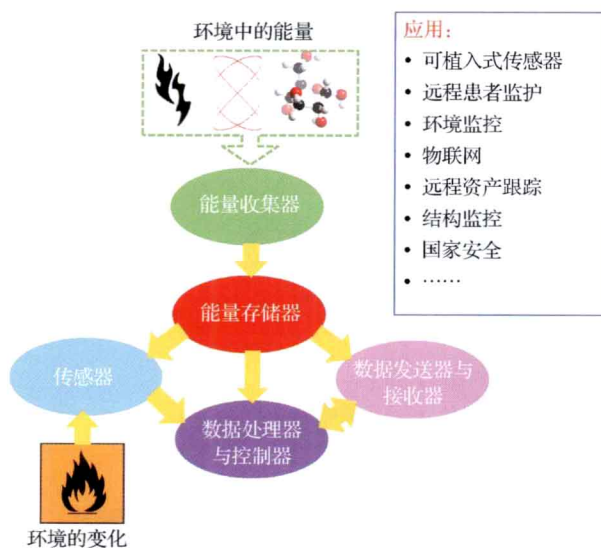 环境中的能量
能量收集器
能量存储器
传感器
数据发送器与
接收器
数据处理器
与控制器
环境的变化
应用：
• 可植入式传感器
• 远程患者监护
• 环境监控
• 物联网
• 远程资产跟踪
• 结构监控
• 国家安全
• ……